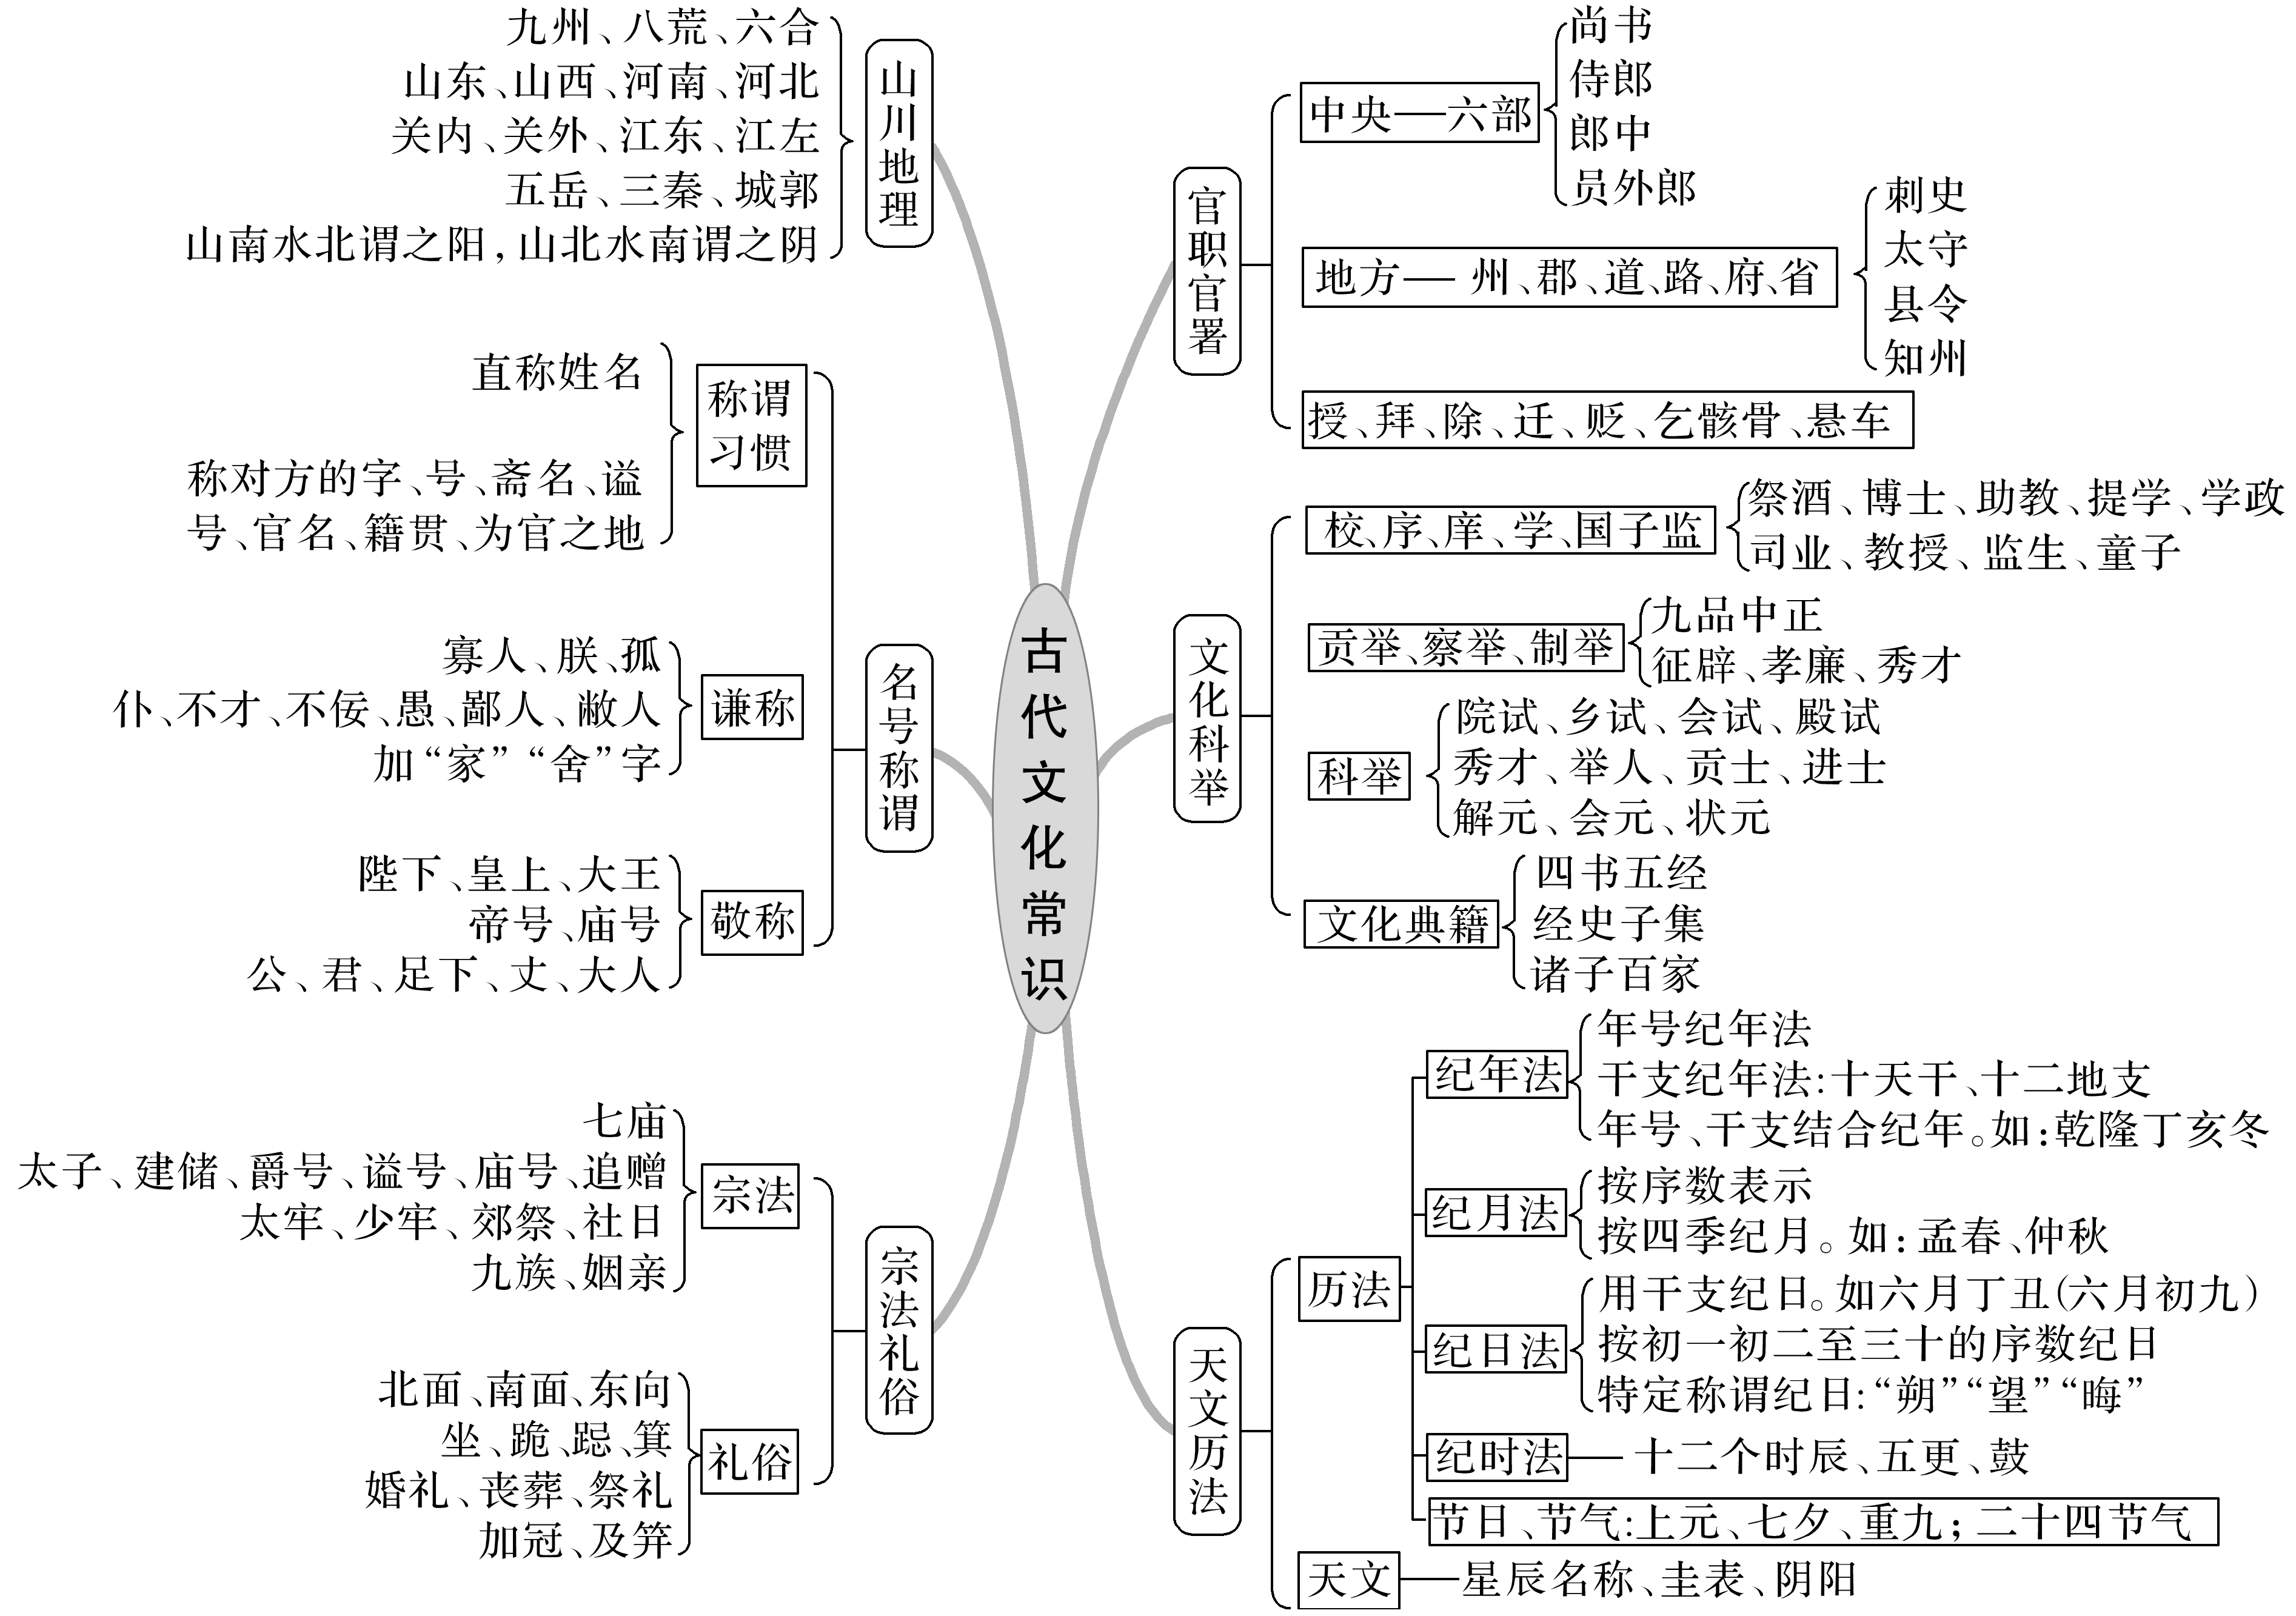 古代文化常识
山川地理
九州、八荒、六合
山东、山西、河南、河北
关内、关外、江东、江左
五岳、三秦、城郭
山南水北谓之阳,山北水南谓之阴
名号称谓
称谓
习惯
直称姓名
称对方的字、号、斋名、谥
号、官名、籍贯、为官之地
谦称
寡人、朕、孤
仆、不才、不佞、愚、鄙人、敝人
加“家”“舍”字
敬称
陛下、皇上、大王
帝号、庙号
公、君、足下、丈、大人
宗法礼俗
宗法
七庙
太子、建储、爵号、谥号、庙号、追赠
太牢、少牢、郊祭、社日
九族、姻亲
礼俗
北面、南面、东向
坐、跪、跽、箕
婚礼、丧葬、祭礼
加冠、及笄
官职官署
中央——六部
尚书
侍郎
郎中
员外郎
地方—— 州、郡、道、路、府、省
刺史
太守
县令
知州
授、拜、除、迁、贬、乞骸骨、悬车
文化科举
校、序、庠、学、国子监
祭酒、博士、助教、提学、学政
司业、教授、监生、童子
贡举、察举、制举
九品中正
征辟、孝廉、秀才
科举
院试、乡试、会试、殿试
秀才、举人、贡士、进士
解元、会元、状元
文化典籍
四书五经
经史子集
诸子百家
天文历法
历法
纪年法
年号纪年法
干支纪年法:十天干、十二地支
年号、干支结合纪年。如:乾隆丁亥冬
纪月法
按序数表示
按四季纪月。如:孟春、仲秋
纪日法
用干支纪日。如六月丁丑(六月初九)
按初一初二至三十的序数纪日
特定称谓纪日:“朔”“望”“晦”
纪时法—— 十二个时辰、五更、鼓
节日、节气:上元、七夕、重九;二十四节气
天文——星辰名称、圭表、阴阳